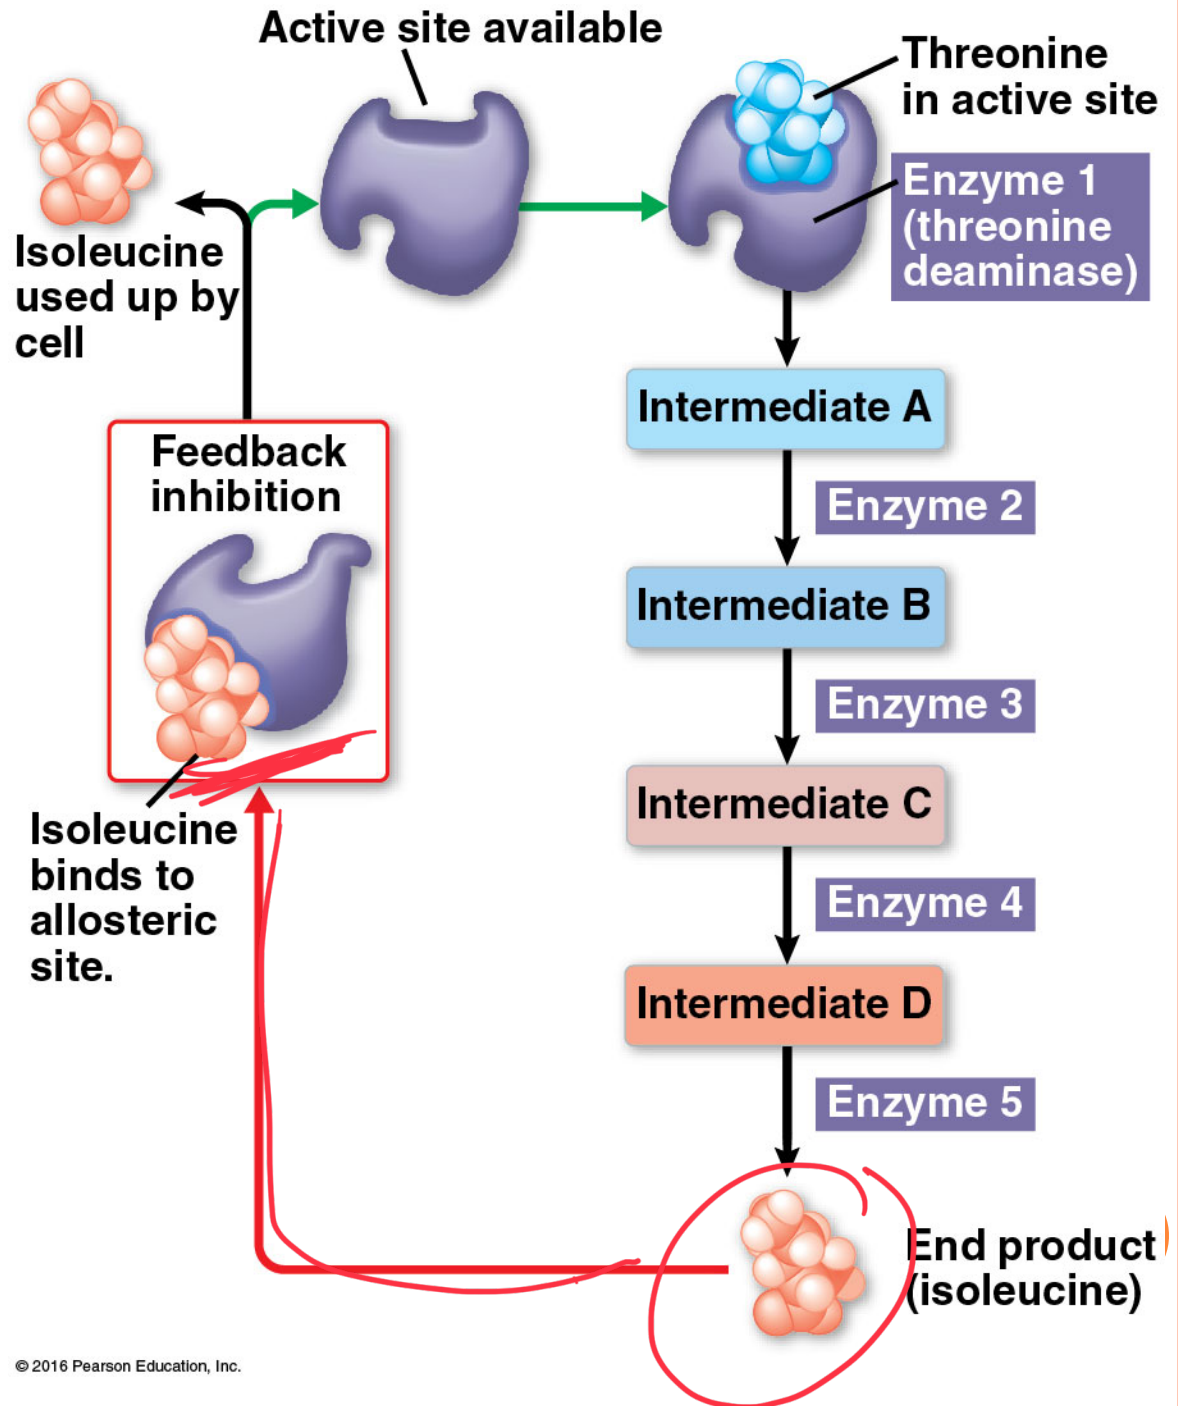 Active site available
Threonine
in active site
Enzyme 1
(threonine
deaminase)
Isoleucine
used up by
cell
Intermediate A
Feedback
inhibition
Enzyme 2
Intermediate B
Enzyme 3
Intermediate C
Isoleucine
binds to
allosteric
site.
Enzyme 4
Intermediate D
Enzyme 5
End product
(isoleucine)
© 2016 Pearson Education, Inc.